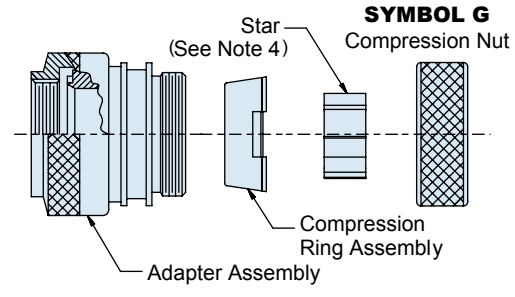 SYMBOL G
Compression Nut
Star
(See Note 4)
Compression
Ring Assembly
Adapter Assembly